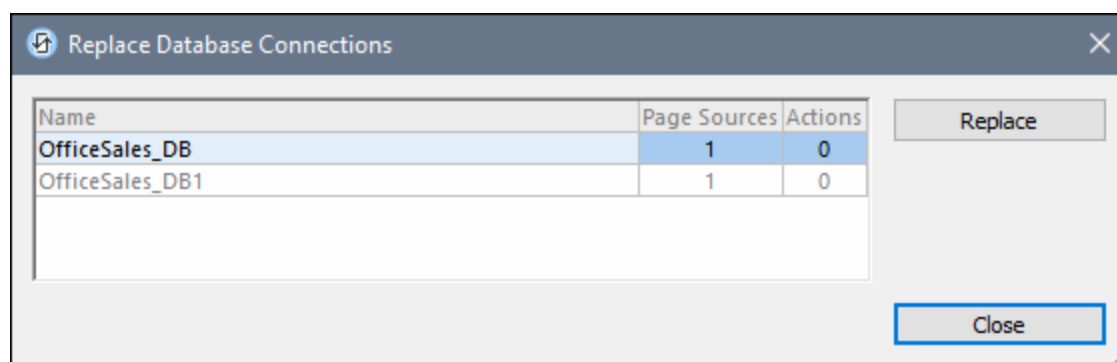 Replace Database Connections
Name Page Sources Actions
Replace
OfficeSales_DB 1 0
OfficeSales_DB1 1 0
Close